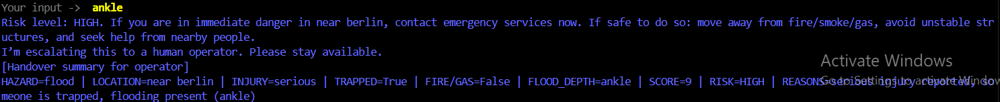 Your input ->  ankle
Risk level: HIGH. If you are in immediate danger in near berlin, contact emergency services now. If safe to do so: move away from fire/smoke/gas, avoid unstable str
uctures, and seek help from nearby people.
I’m escalating this to a human operator. Please stay available.
[Handover summary for operator]
Activate Windows
HAZARD=flood | LOCATION=near berlin | INJURY=serious | TRAPPED=True | FIRE/GAS=False | FLOOD_DEPTH=ankle | SCORE=9 | RISK=HIGH | REASONS=serious injury reported, so
Go to Settings to activate Windows
meone is trapped, flooding present (ankle)